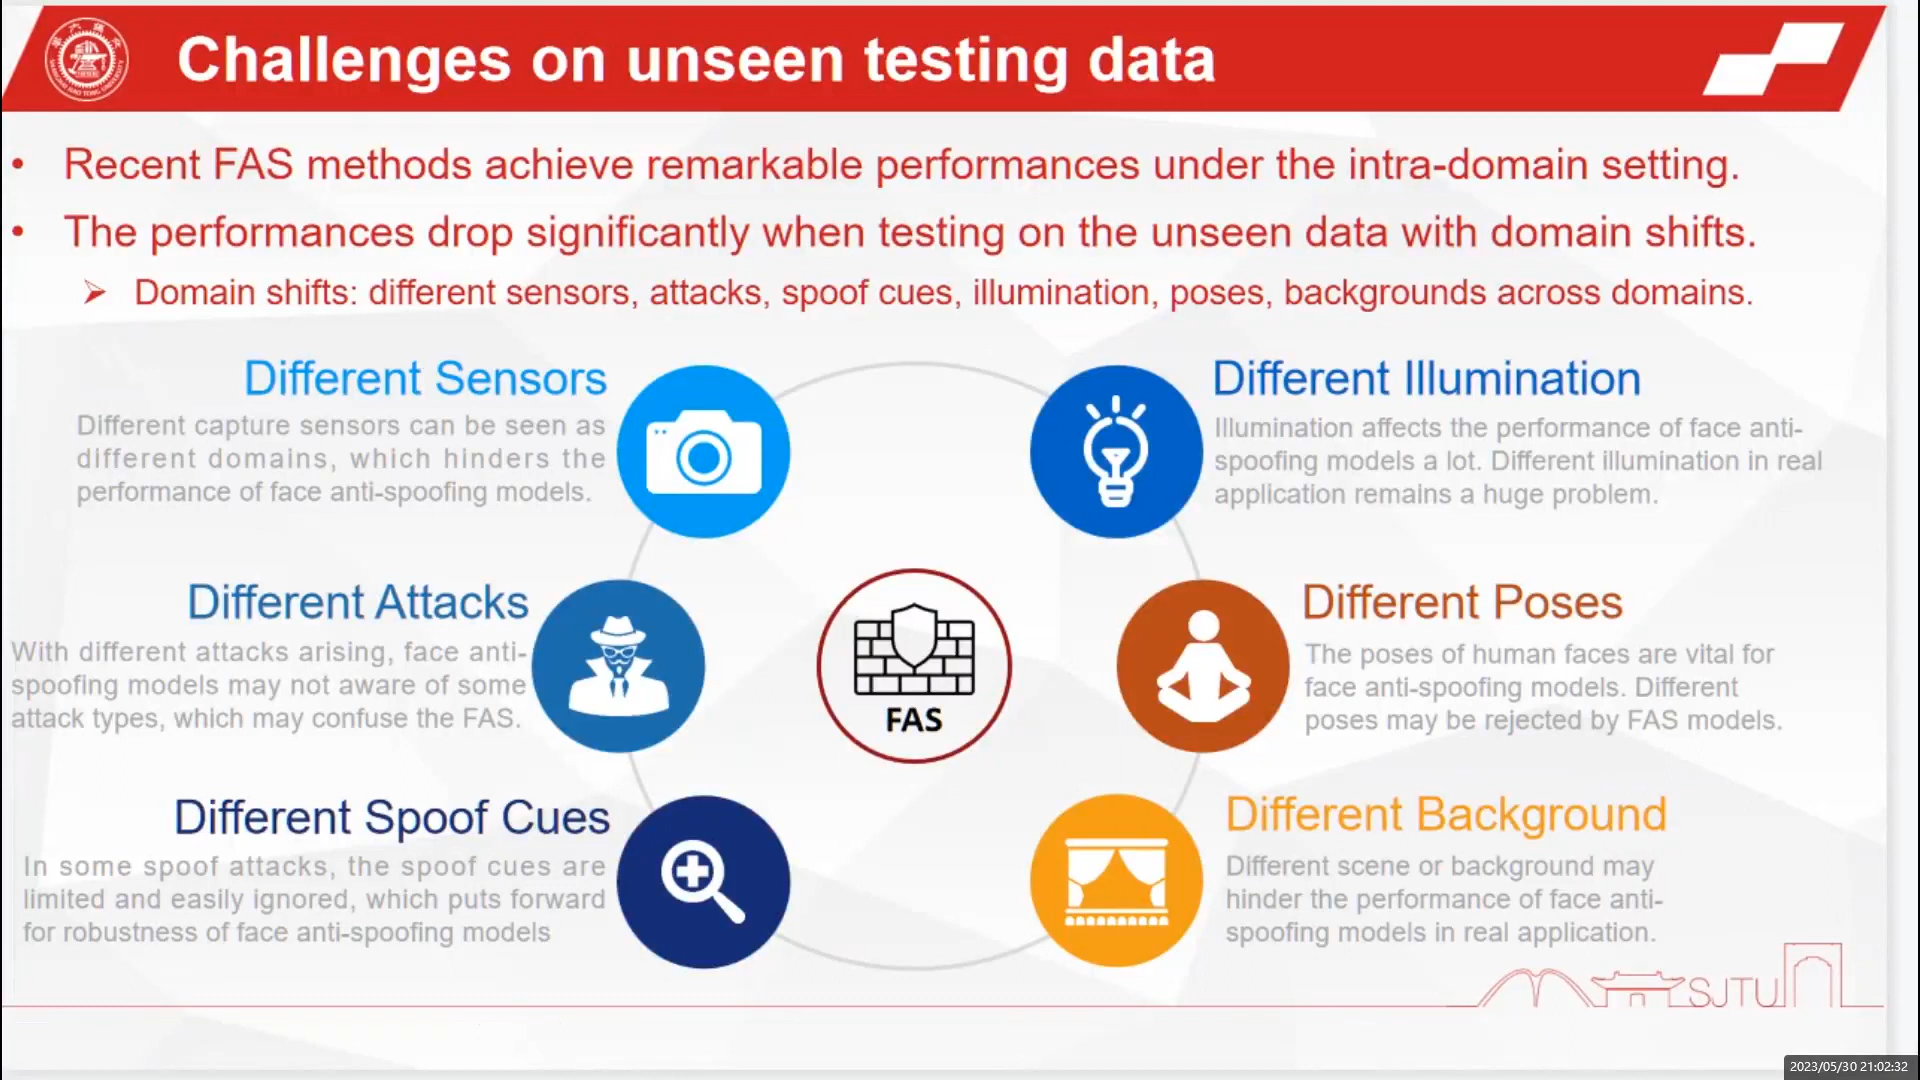 Challenges on unseen testing data
• Recent FAS methods achieve remarkable performances under the intra-domain setting.
• The performances drop significantly when testing on the unseen data with domain shifts.
➢ Domain shifts: different sensors, attacks, spoof cues, illumination, poses, backgrounds across domains.
Different Sensors
Different capture sensors can be seen as
different domains, which hinders the
performance of face anti-spoofing models.
Different Illumination
Illumination affects the performance of face anti-
spoofing models a lot. Different illumination in real
application remains a huge problem.
Different Attacks
With different attacks arising, face anti-
spoofing models may not aware of some
attack types, which may confuse the FAS.
FAS
Different Poses
The poses of human faces are vital for
face anti-spoofing models. Different
poses may be rejected by FAS models.
Different Spoof Cues
In some spoof attacks, the spoof cues are
limited and easily ignored, which puts forward
for robustness of face anti-spoofing models
Different Background
Different scene or background may
hinder the performance of face anti-
spoofing models in real application.
SJTU
2023/05/30 21:02:32